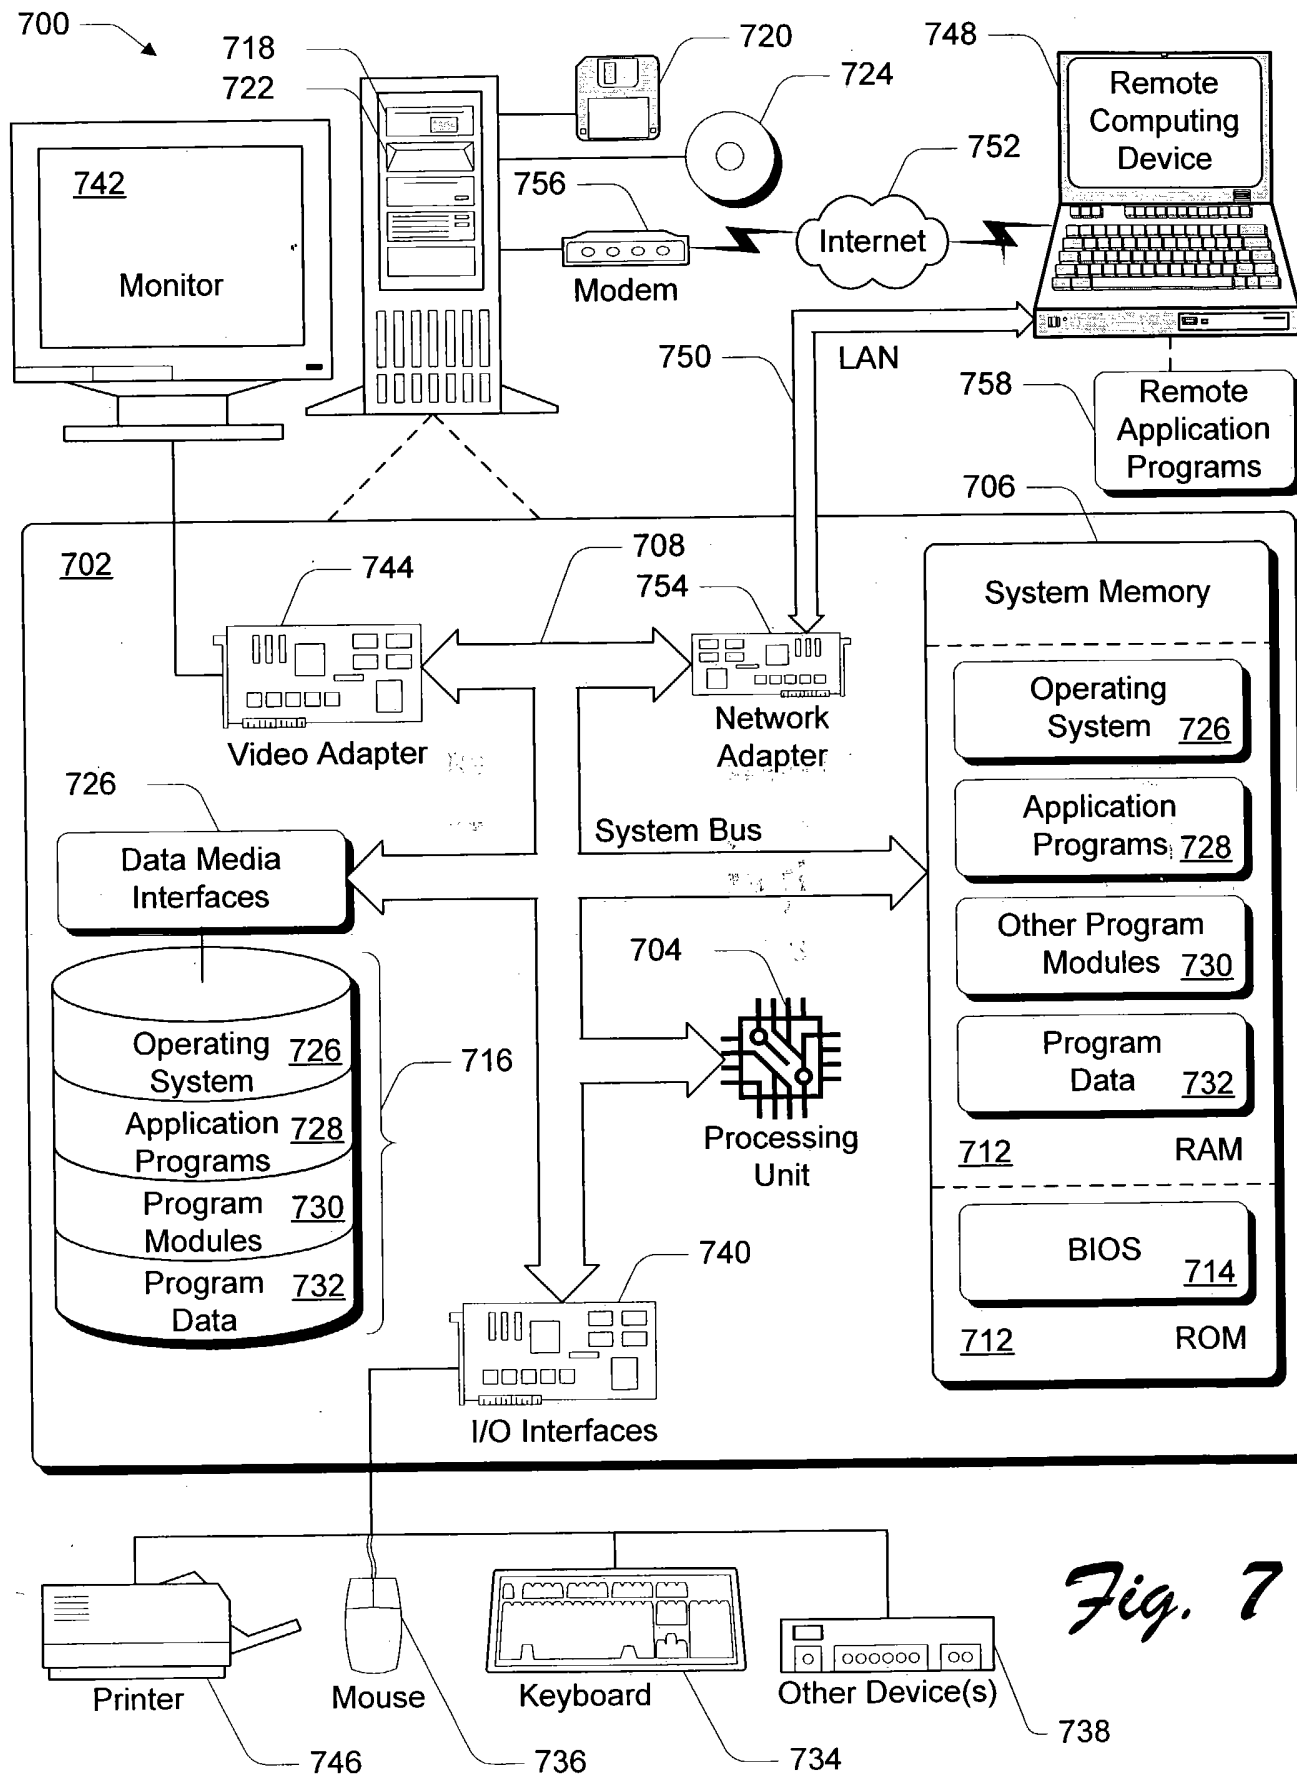 700
718
722
720
724
748
Remote
Computing
Device
742
Monitor
756
Modem
752
Internet
750
LAN
758
Remote
Application
Programs
706
702
744
708
754
Video Adapter
Network
Adapter
System Memory
Operating
System 726
Application
Programs 728
Other Program
Modules 730
Program
Data 732
712 RAM
BIOS 714
712 ROM
726
Data Media
Interfaces
System Bus
704
Processing
Unit
Operating
System 726
Application
Programs 728
Program
Modules 730
Program
Data 732
716
740
I/O Interfaces
Printer
746
Mouse
736
Keyboard
734
Other Device(s)
738
Fig. 7